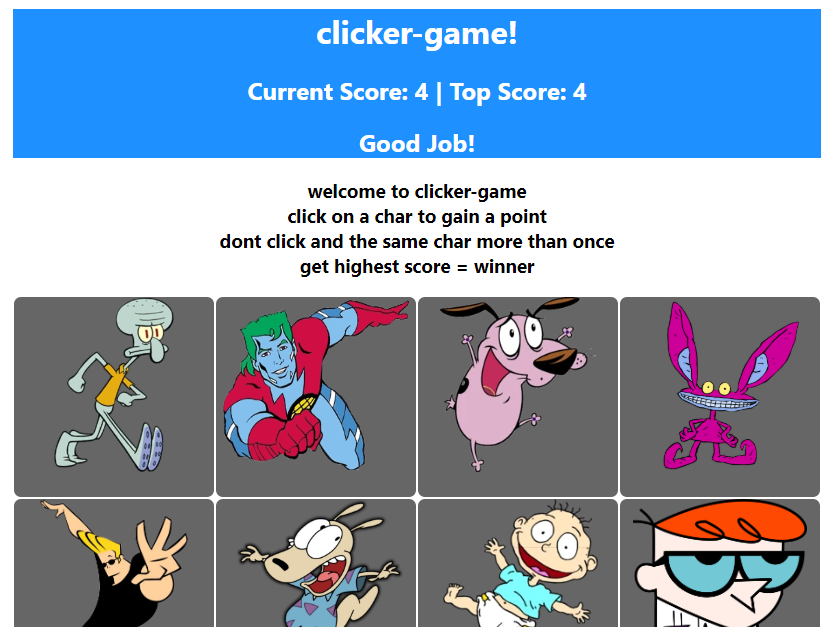 clicker-game!
Current Score: 4 | Top Score: 4
Good Job!
welcome to clicker-game
click on a char to gain a point
dont click and the same char more than once
get highest score = winner